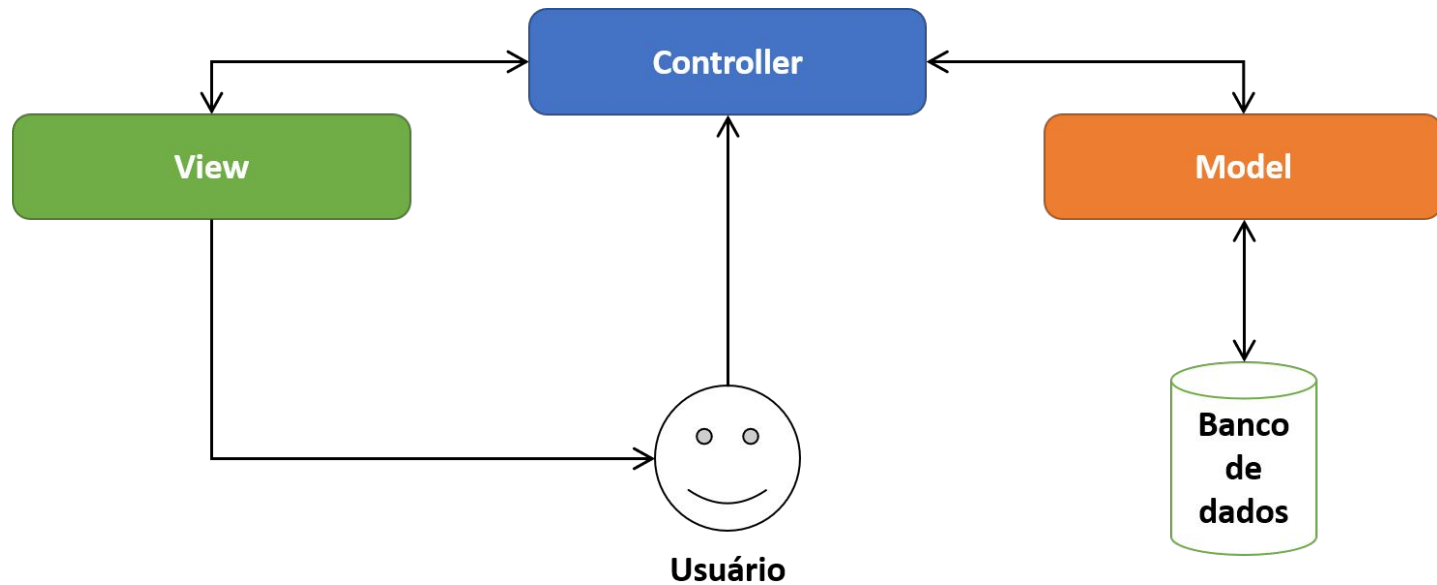 Controller
View
Model
Banco
de
dados
Usuário